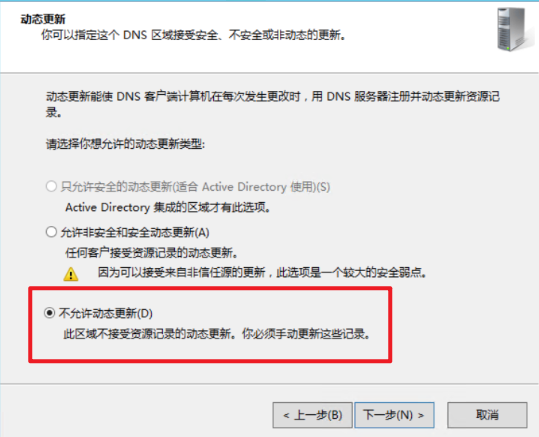 动态更新
你可以指定这个 DNS 区域接受安全、不安全或非动态的更新。
动态更新能使 DNS 客户端计算机在每次发生更改时，用 DNS 服务器注册并动态更新资源记
录。
请选择你想允许的动态更新类型:
只允许安全的动态更新(适合 Active Directory 使用)(S)
Active Directory 集成的区域才有此选项。
允许非安全和安全动态更新(A)
任何客户接受资源记录的动态更新。
因为可以接受来自非信任源的更新，此选项是一个较大的安全弱点。
不允许动态更新(D)
此区域不接受资源记录的动态更新。你必须手动更新这些记录。
< 上一步(B) 下一步(N) > 取消